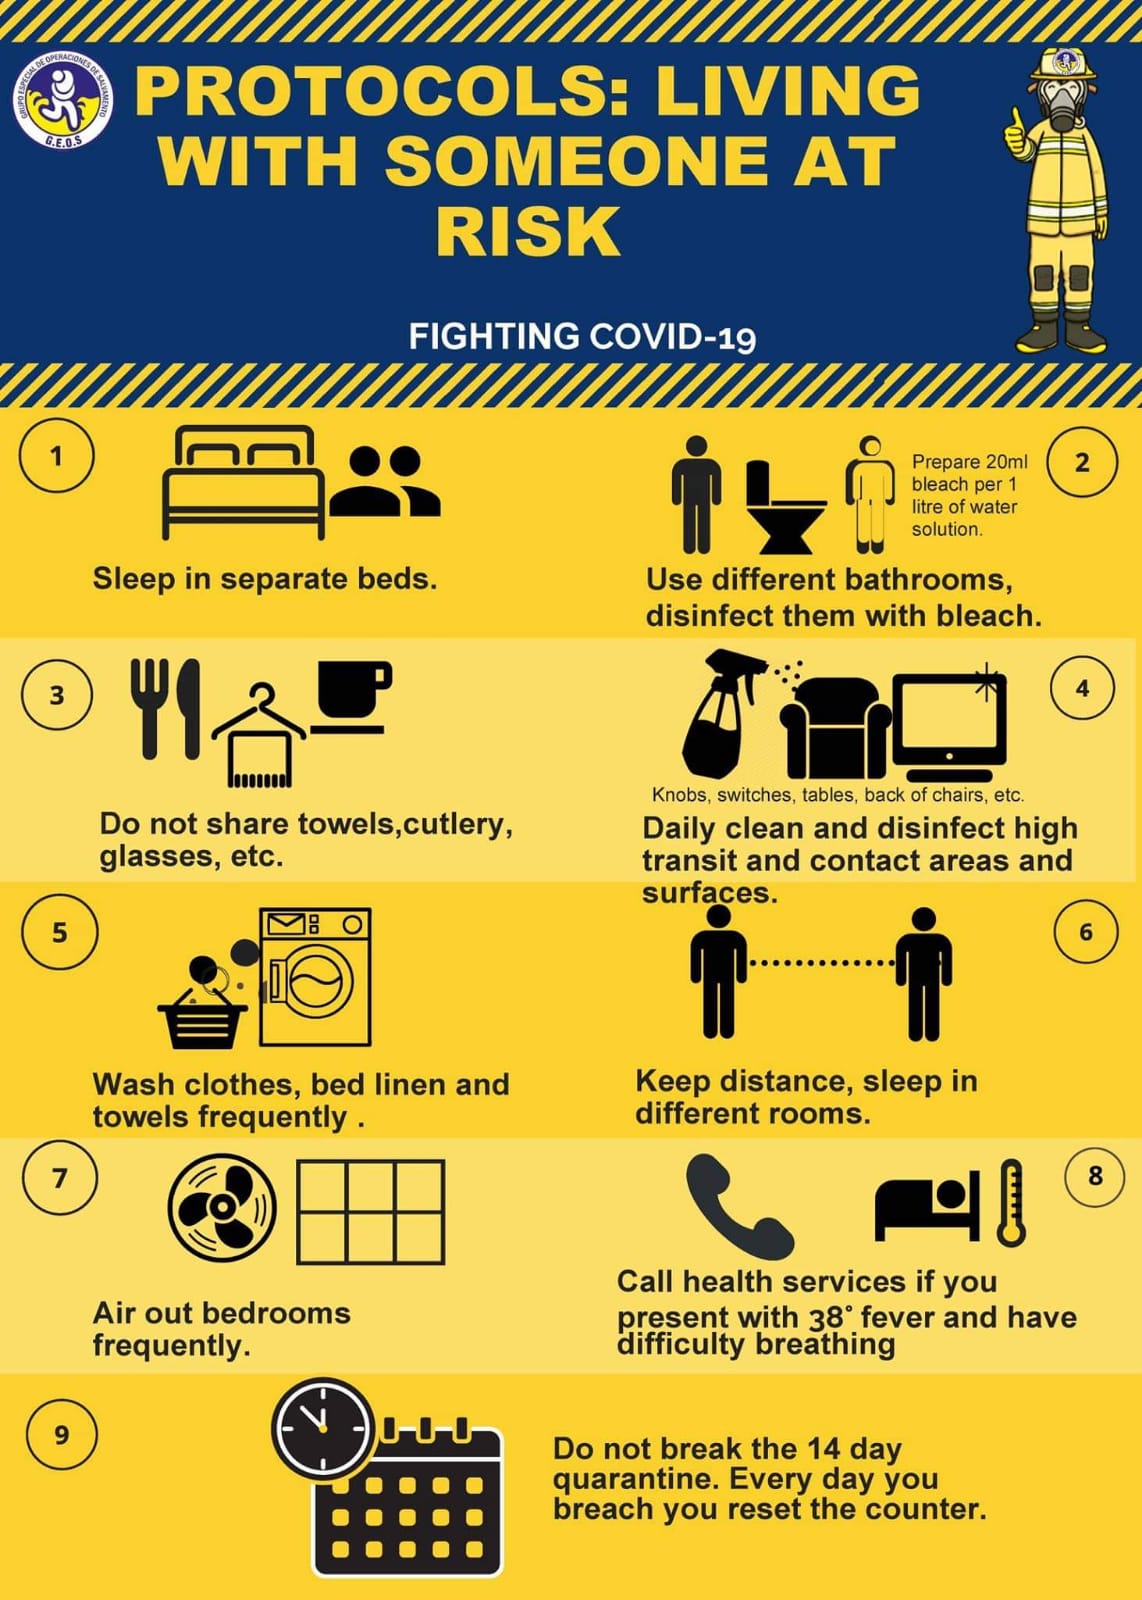 GRUPO ESPECIAL DE OPERACIONES DE SALVAMENTO
G.E.O.S
PROTOCOLS: LIVING
WITH SOMEONE AT
RISK
FIGHTING COVID-19
1
Sleep in separate beds.
2
Prepare 20ml
bleach per 1
litre of water
solution.
Use different bathrooms,
disinfect them with bleach.
3
Do not share towels,cutlery,
glasses, etc.
4
Knobs, switches, tables, back of chairs, etc.
Daily clean and disinfect high
transit and contact areas and
surfaces.
5
Wash clothes, bed linen and
towels frequently .
6
Keep distance, sleep in
different rooms.
7
Air out bedrooms
frequently.
8
Call health services if you
present with 38° fever and have
difficulty breathing
9
Do not break the 14 day
quarantine. Every day you
breach you reset the counter.